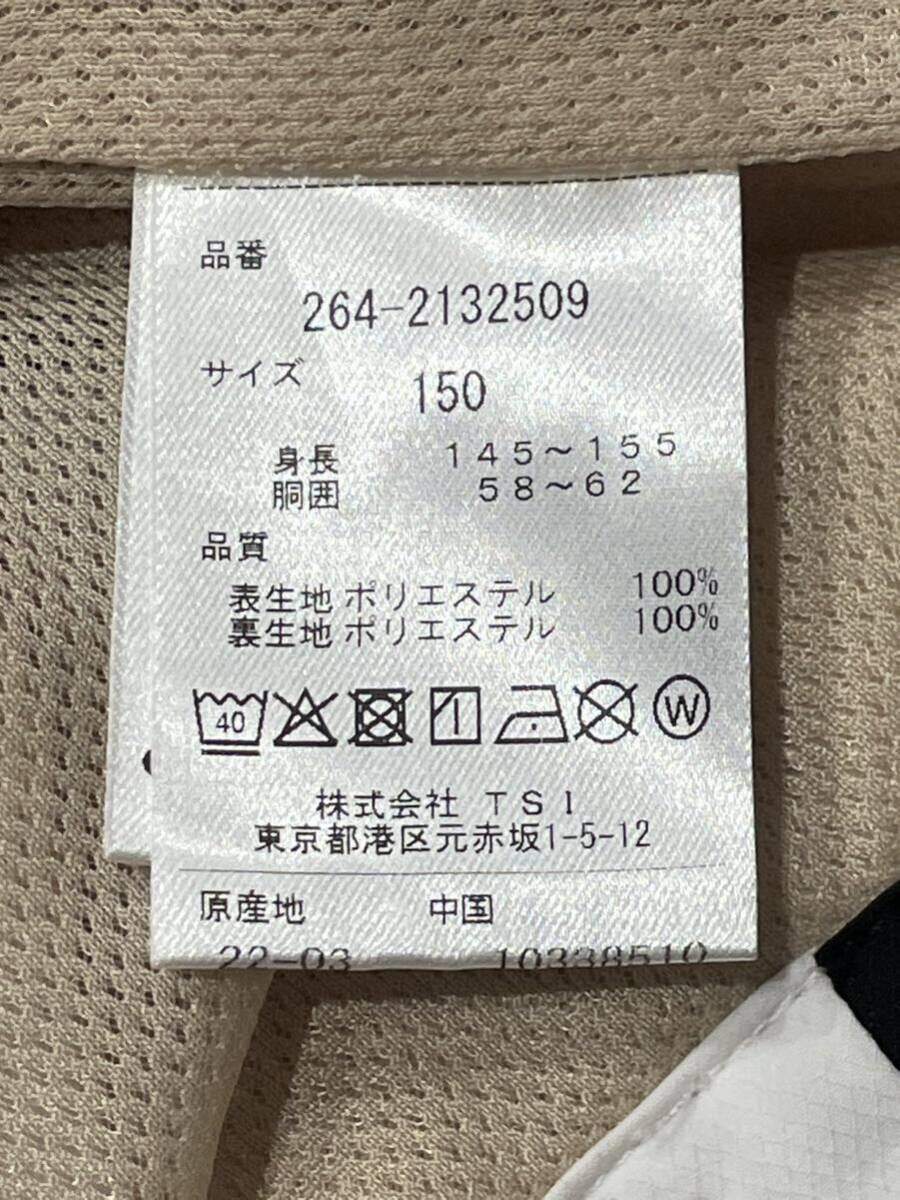 品番
264-2132509
サイズ
150
身長 145~155
胴囲 58~62
品質
表生地 ポリエステル 100%
裏生地 ポリエステル 100%
40 W
株式会社 TSI
東京都港区元赤坂1-5-12
原産地 中国
22-03 10338510